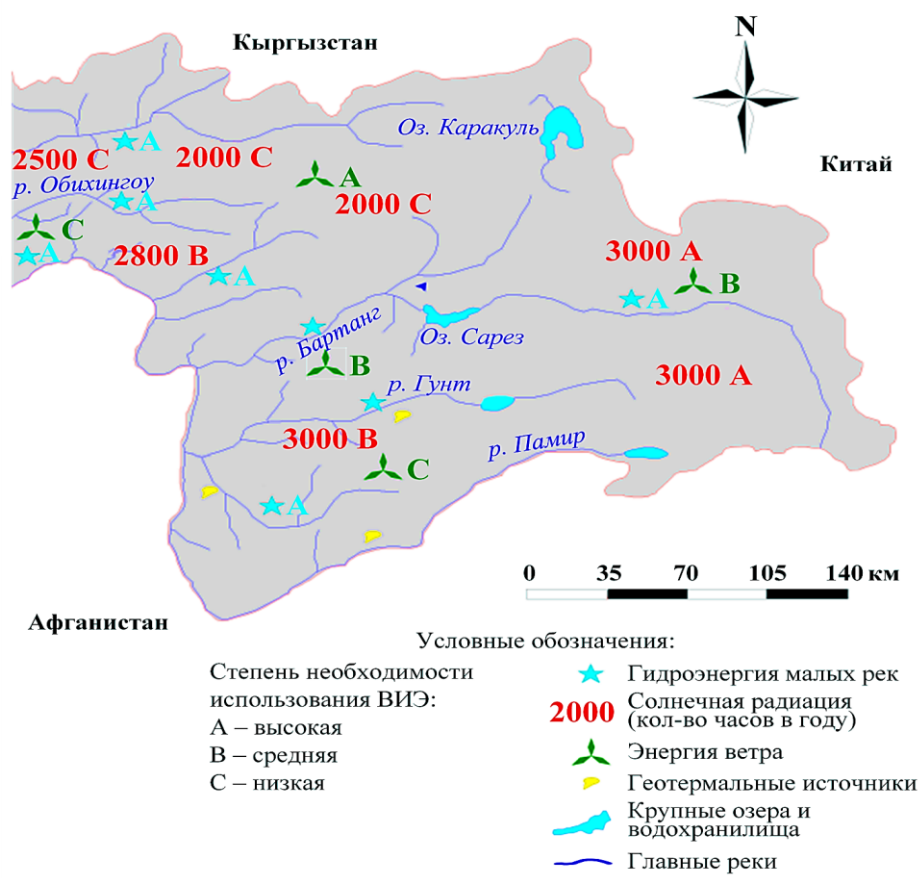 Кыргызстан
N
Оз. Каракуль
Китай
A
2500 C
2000 C
A
р. Обихингоу
A
2000 C
C
A
2800 B
A
3000 A
B
A
р. Бартанг
Оз. Сарез
B
р. Гунт
3000 A
3000 B
р. Памир
C
A
0 35 70 105 140 км
Афганистан
Условные обозначения:
Степень необходимости
использования ВИЭ:
A – высокая
B – средняя
C – низкая
Гидроэнергия малых рек
2000 Солнечная радиация
(кол-во часов в году)
Энергия ветра
Геотермальные источники
Крупные озера и
водохранилища
Главные реки